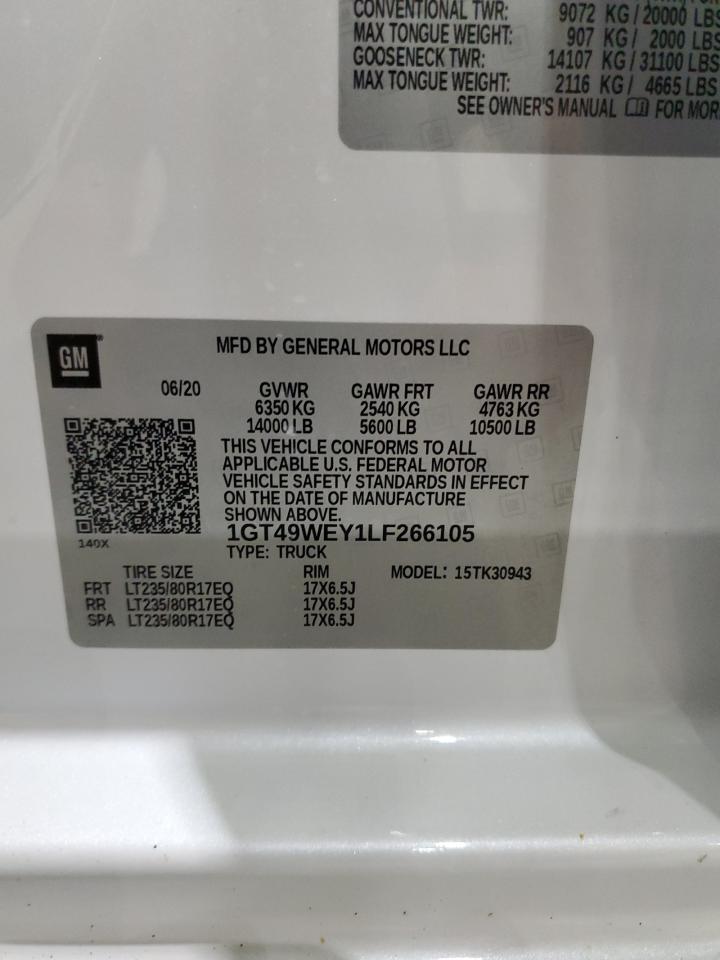 CONVENTIONAL TWR: 9072 KG / 20000 LBS
MAX TONGUE WEIGHT: 907 KG / 2000 LBS
GOOSENECK TWR: 14107 KG / 31100 LBS
MAX TONGUE WEIGHT: 2116 KG / 4665 LBS
SEE OWNER'S MANUAL FOR MOR
GM
MFD BY GENERAL MOTORS LLC
06/20 GVWR GAWR FRT GAWR RR
6350 KG 2540 KG 4763 KG
14000 LB 5600 LB 10500 LB
THIS VEHICLE CONFORMS TO ALL
APPLICABLE U.S. FEDERAL MOTOR
VEHICLE SAFETY STANDARDS IN EFFECT
ON THE DATE OF MANUFACTURE
SHOWN ABOVE.
1GT49WEY1LF266105
140X
TYPE: TRUCK
TIRE SIZE RIM MODEL: 15TK30943
FRT LT235/80R17EQ 17X6.5J
RR LT235/80R17EQ 17X6.5J
SPA LT235/80R17EQ 17X6.5J